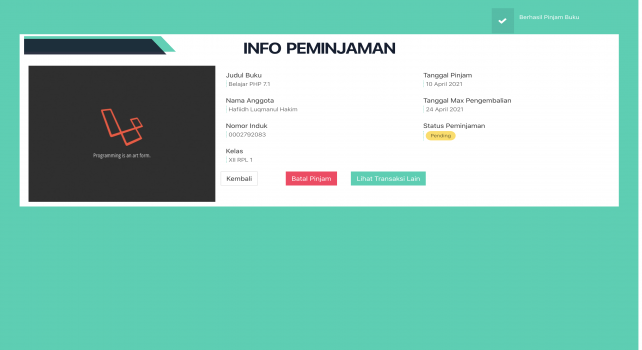 Berhasil Pinjam Buku
INFO PEMINJAMAN
Programming is an art form.
Judul Buku
Belajar PHP 7.1
Nama Anggota
Hafiidh Luqmanul Hakim
Nomor Induk
0002792083
Kelas
XII RPL 1
Tanggal Pinjam
10 April 2021
Tanggal Max Pengembalian
24 April 2021
Status Peminjaman
Pending
Kembali
Batal Pinjam
Lihat Transaksi Lain